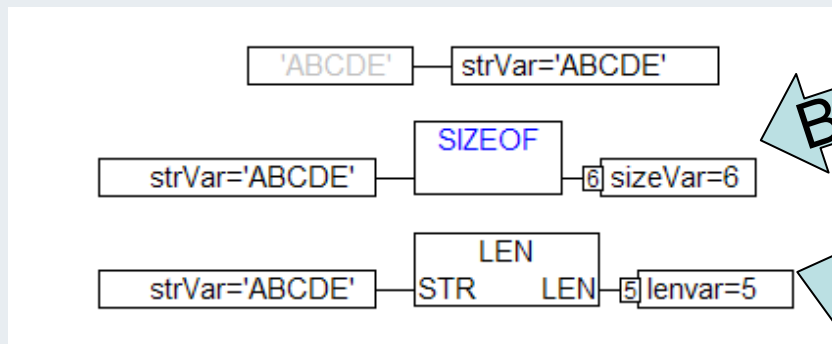 'ABCDE' strVar='ABCDE'
SIZEOF
strVar='ABCDE' 6 sizeVar=6
LEN
strVar='ABCDE' STR LEN 5 lenvar=5